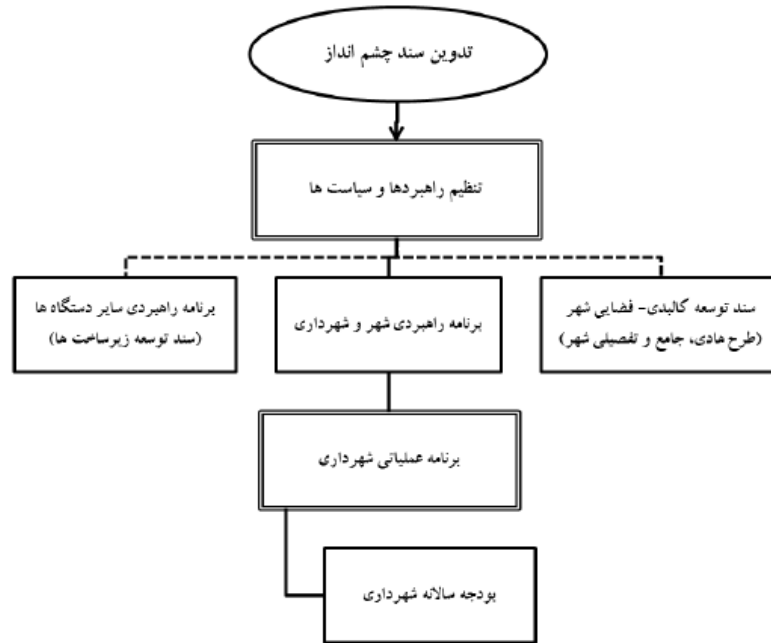 تدوین سند چشم انداز
تنظیم راهبردها و سیاست ها
سند توسعه کالبدی- فضایی شهر
(طرح هادی، جامع و تفصیلی شهر)
برنامه راهبردی شهر و شهرداری
برنامه راهبردی سایر دستگاه ها
(سند توسعه زیرساخت ها)
برنامه عملیاتی شهرداری
بودجه سالانه شهرداری